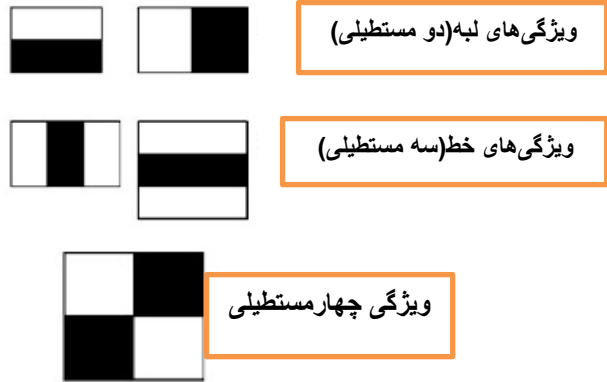 ویژگی‌های لبه(دو مستطیلی)
ویژگی‌های خط(سه مستطیلی)
ویژگی چهارمستطیلی